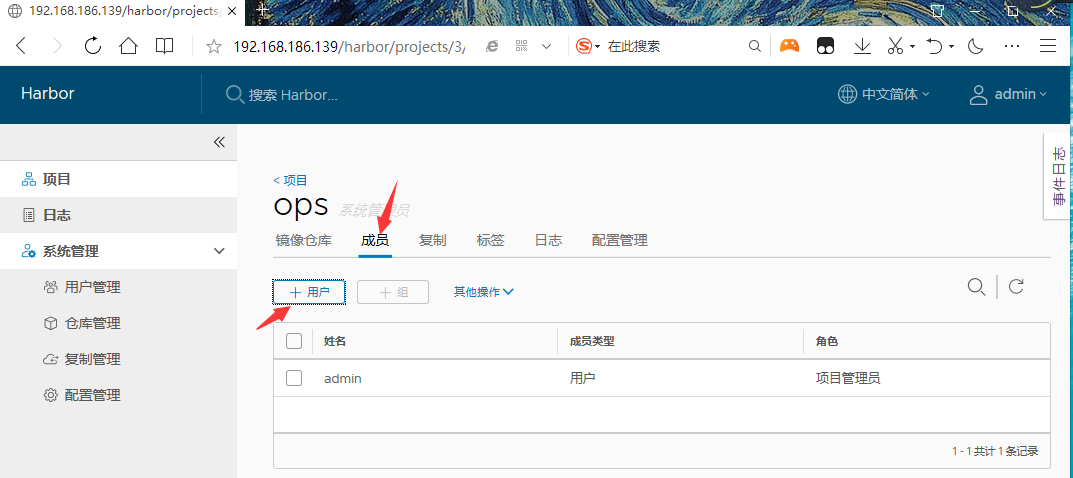 192.168.186.139/harbor/projects/
192.168.186.139/harbor/projects/3/
在此搜索
Harbor
搜索 Harbor...
中文简体
admin
事件日志
项目
日志
系统管理
用户管理
仓库管理
复制管理
配置管理
< 项目
ops 系统管理员
镜像仓库 成员 复制 标签 日志 配置管理
+ 用户 + 组 其他操作
姓名 成员类型 角色
admin 用户 项目管理员
1 - 1 共计 1 条记录